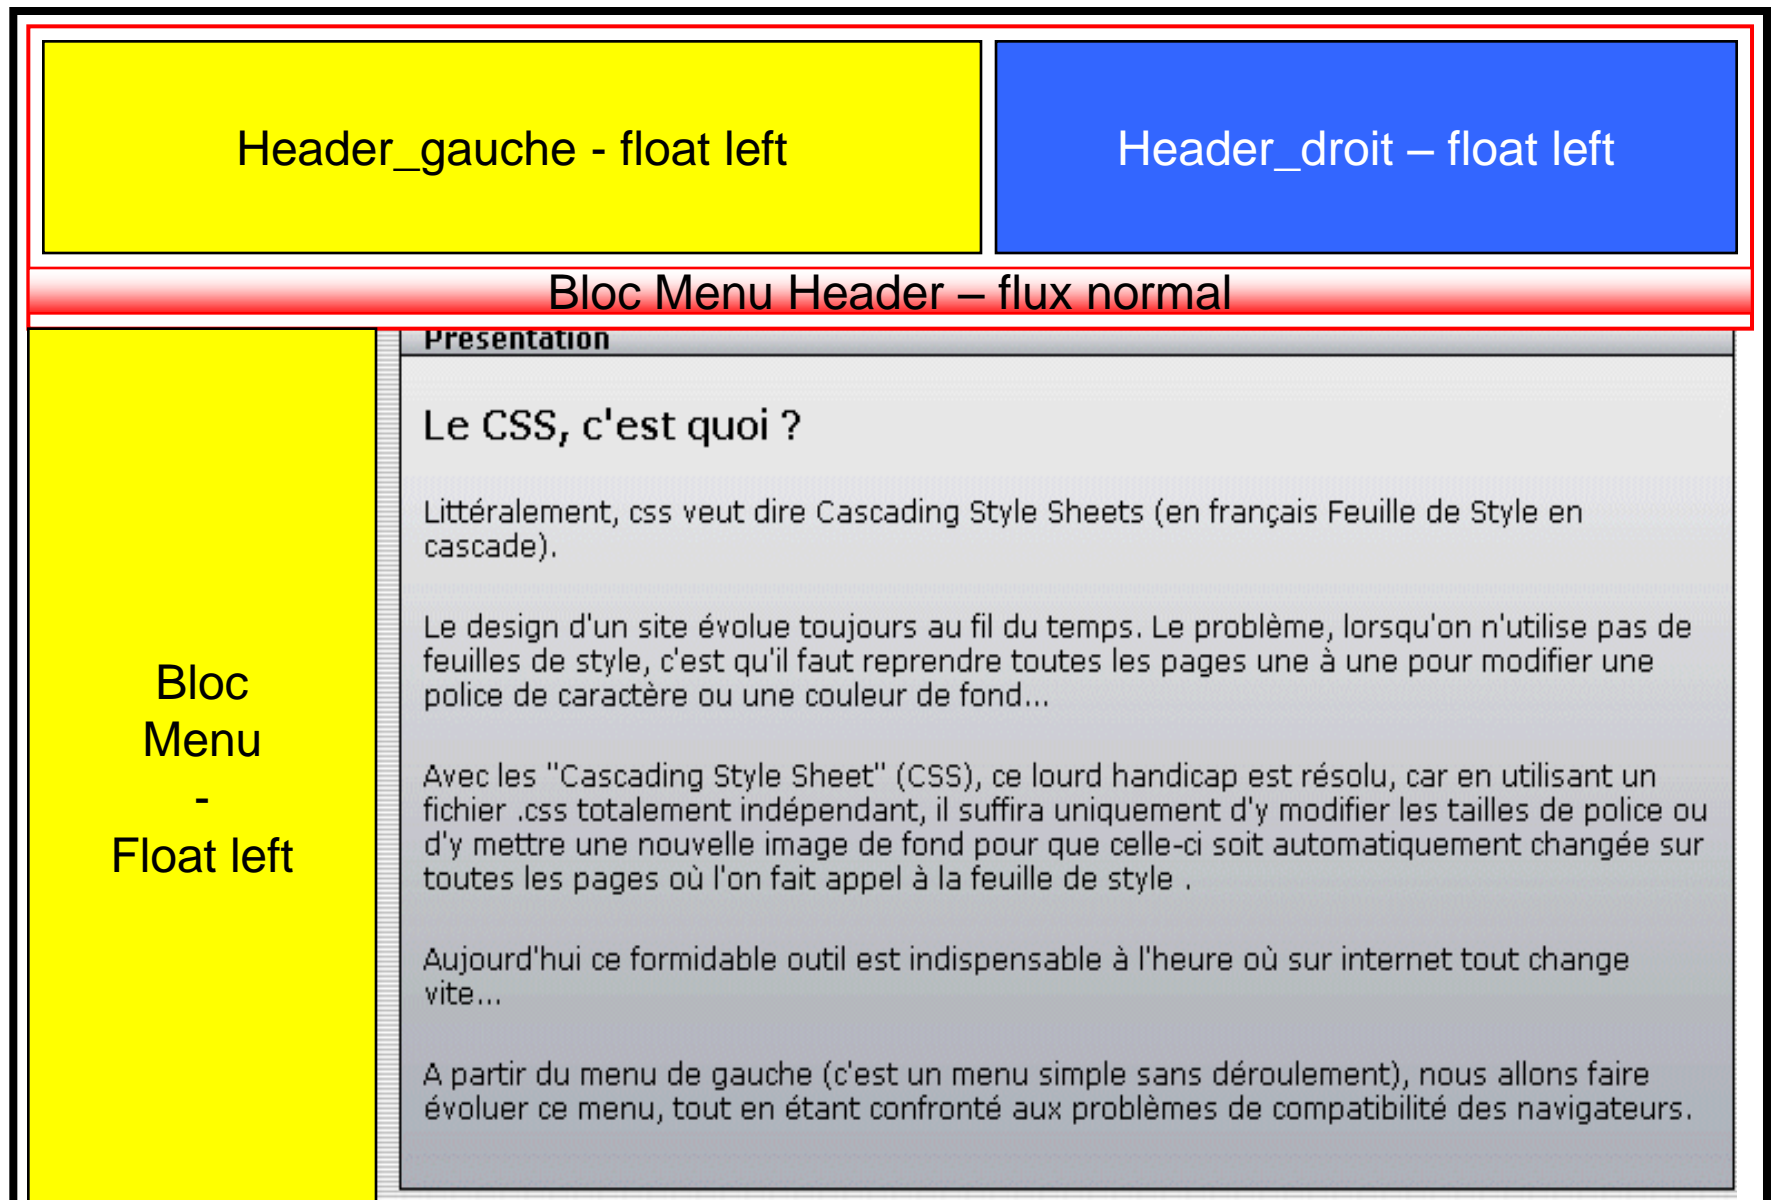 Header_gauche - float left
Header_droit – float left
Bloc Menu Header – flux normal
Présentation
Le CSS, c'est quoi ?
Littéralement, css veut dire Cascading Style Sheets (en français Feuille de Style en
cascade).
Le design d'un site évolue toujours au fil du temps. Le problème, lorsqu'on n'utilise pas de
feuilles de style, c'est qu'il faut reprendre toutes les pages une à une pour modifier une
police de caractère ou une couleur de fond...
Avec les "Cascading Style Sheet" (CSS), ce lourd handicap est résolu, car en utilisant un
fichier .css totalement indépendant, il suffira uniquement d'y modifier les tailles de police ou
d'y mettre une nouvelle image de fond pour que celle-ci soit automatiquement changée sur
toutes les pages où l'on fait appel à la feuille de style .
Aujourd'hui ce formidable outil est indispensable à l'heure où sur internet tout change
vite...
A partir du menu de gauche (c'est un menu simple sans déroulement), nous allons faire
évoluer ce menu, tout en étant confronté aux problèmes de compatibilité des navigateurs.
Bloc
Menu
-
Float left